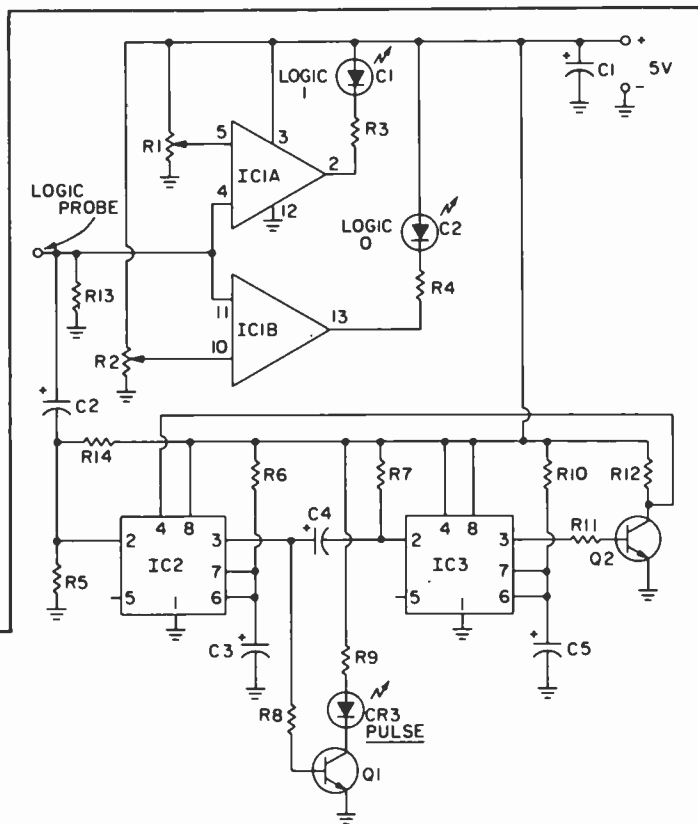 LOGIC 1
C1
+
C1
+
5V
-
R1
5
3
R3
IC1A
2
4
12
LOGIC PROBE
LOGIC 0
C2
R13
11
IC1B
13
R4
R2
10
+
C2
R14
R6
R7
R10
R12
4
8
C4
4
8
R11
2
3
+
2
3
Q2
IC2
7
IC3
7
R5
5
1
6
5
1
6
+
C3
+
C5
R9
R8
CR3
PULSE
Q1